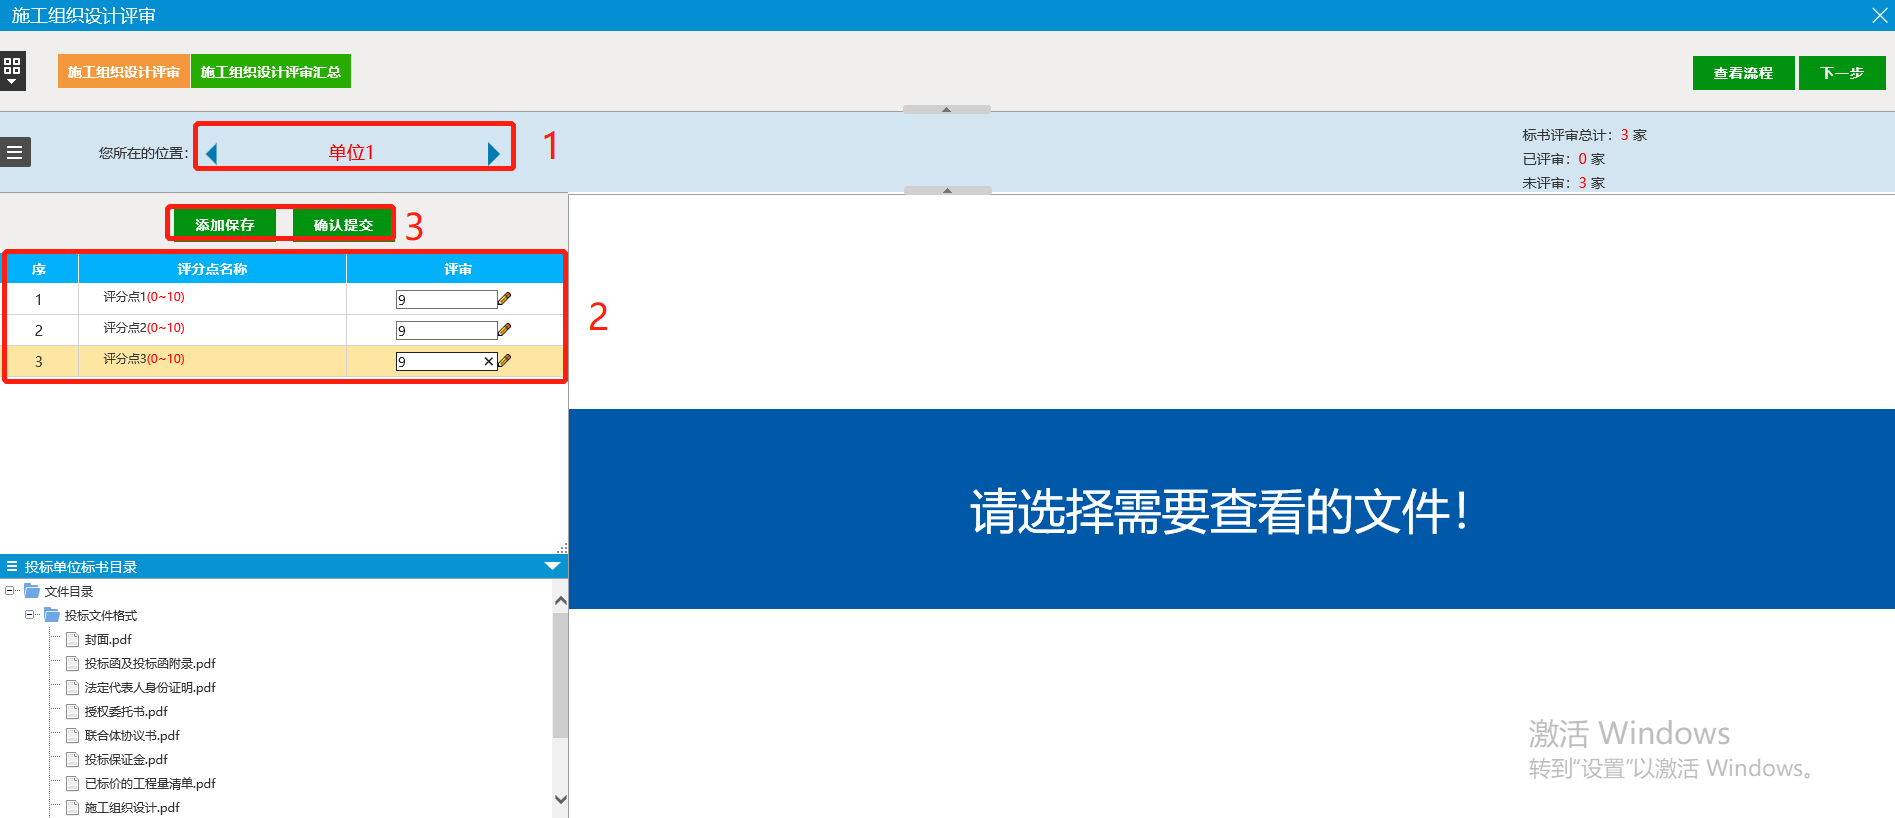 施工组织设计评审
施工组织设计评审 施工组织设计评审汇总 查看流程 下一步
您所在的位置： 单位1 1
标书评审总计：3 家
已评审：0 家
未评审：3 家
添加保存 确认提交 3
序 评分点名称 评审
1 评分点1(0~10) 9
2 评分点2(0~10) 9
3 评分点3(0~10) 9
2
请选择需要查看的文件！
投标单位标书目录
文件目录
投标文件格式
封面.pdf
投标函及投标函附录.pdf
法定代表人身份证明.pdf
授权委托书.pdf
联合体协议书.pdf
投标保证金.pdf
已标价的工程量清单.pdf
施工组织设计.pdf
激活 Windows
转到“设置”以激活 Windows。